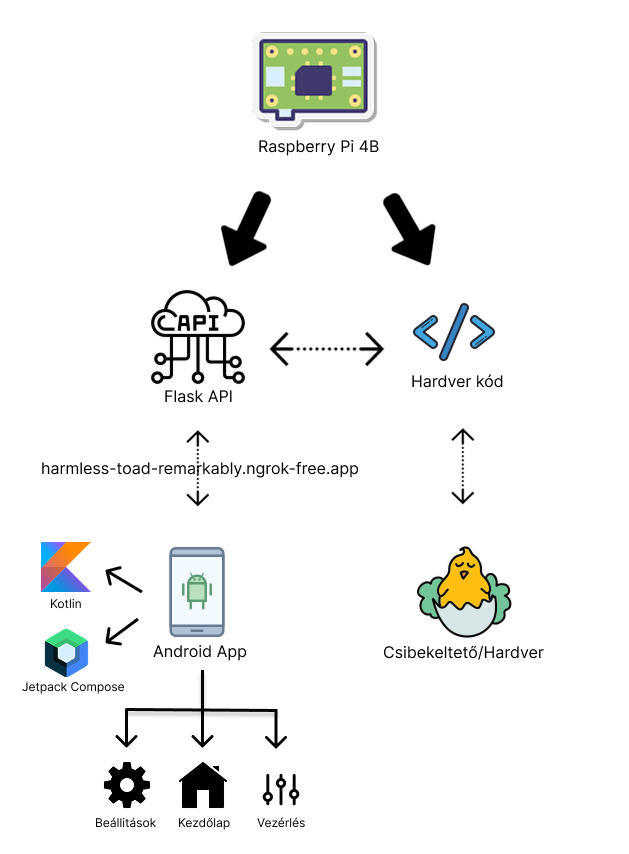 Raspberry Pi 4B
API
Flask API
Hardver kód
harmless-toad-remarkably.ngrok-free.app
Kotlin
Jetpack Compose
Android App
Csibekeltető/Hardver
Beállítások
Kezdőlap
Vezérlés